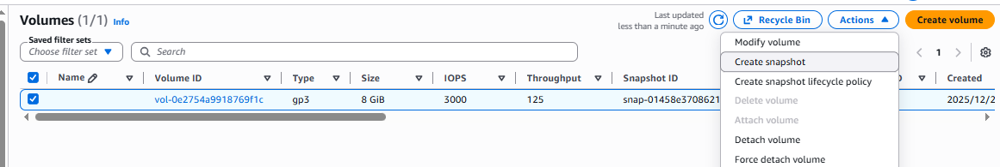 Volumes (1/1) Info
Last updated
less than a minute ago
Recycle Bin
Actions
Create volume
Saved filter sets
Choose filter set
Search
1
Name
Volume ID
Type
Size
IOPS
Throughput
Snapshot ID
Created
vol-0e2754a9918769f1c
gp3
8 GiB
3000
125
snap-01458e3708621
2025/12/2
Modify volume
Create snapshot
Create snapshot lifecycle policy
Delete volume
Attach volume
Detach volume
Force detach volume